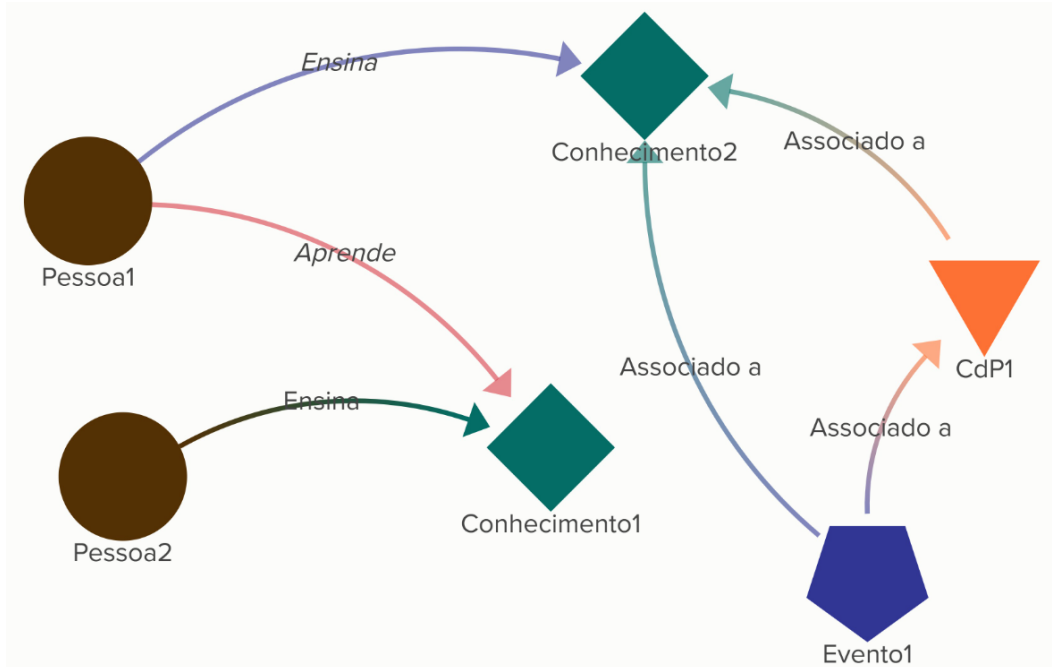 Ensina
Conhecimento2
Associado a
Pessoa1
Aprende
Associado a
CdP1
Ensina
Associado a
Conhecimento1
Pessoa2
Evento1